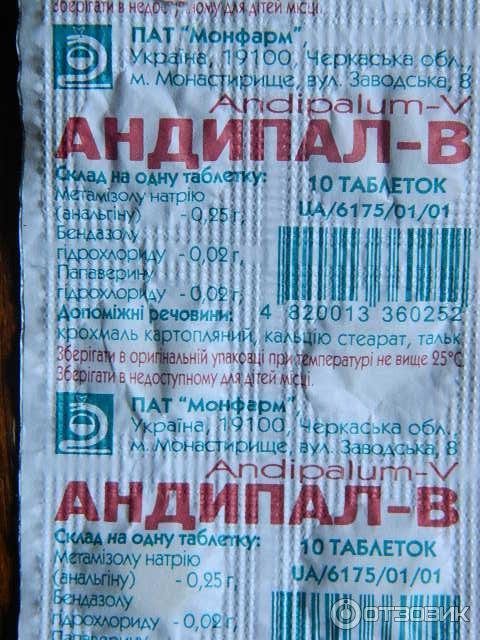 Зберігати в недоступному для дітей місці.
ПАТ "Монфарм",
Україна, 19100, Черкаська обл.,
м. Монастирище, вул. Заводська, 8
Andipalum-V
АНДИПАЛ-В
Склад на одну таблетку:
10 ТАБЛЕТОК
Метамізолу натрію
(анальгіну) - 0,25 г,
UA/6175/01/01
Бендазолу
гідрохлориду - 0,02 г,
Папаверину
гідрохлориду - 0,02 г,
Допоміжні речовини:
4 820013 360252
крохмаль картопляний, кальцію стеарат, тальк
Зберігати в оригінальній упаковці при температурі не вище 25°С
Зберігати в недоступному для дітей місці.
ПАТ "Монфарм",
Україна, 19100, Черкаська обл.,
м. Монастирище, вул. Заводська, 8
Andipalum-V
АНДИПАЛ-В
Склад на одну таблетку:
10 ТАБЛЕТОК
Метамізолу натрію
(анальгіну) - 0,25 г,
UA/6175/01/01
Бендазолу
гідрохлориду - 0,02 г,
Папаверину
ОТЗОВИК